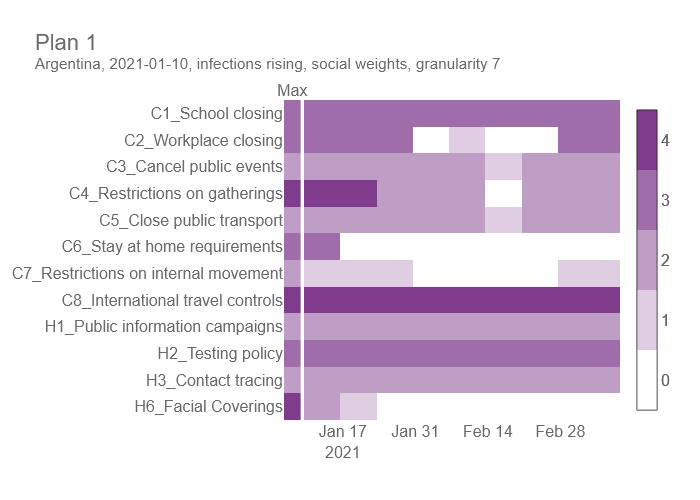 Plan 1
Argentina, 2021-01-10, infections rising, social weights, granularity 7
Max
C1_School closing
C2_Workplace closing
C3_Cancel public events
C4_Restrictions on gatherings
C5_Close public transport
C6_Stay at home requirements
C7_Restrictions on internal movement
C8_International travel controls
H1_Public information campaigns
H2_Testing policy
H3_Contact tracing
H6_Facial Coverings
Jan 17 Jan 31 Feb 14 Feb 28
2021
4
3
2
1
0